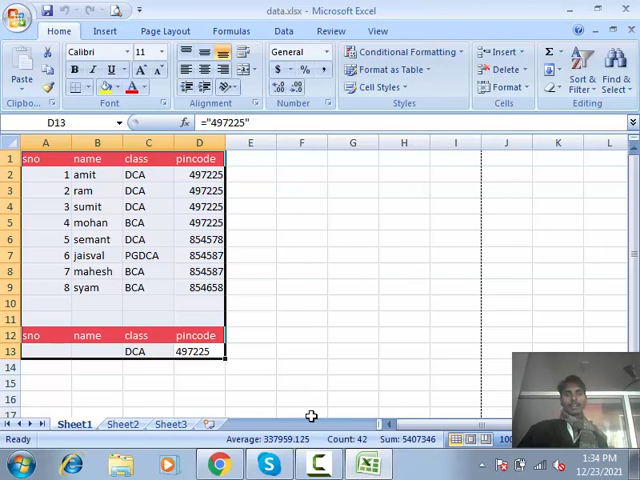 data.xlsx - Microsoft Excel
Home Insert Page Layout Formulas Data Review View
Paste
Calibri 11
B I U A A
General
$ % ,
Conditional Formatting
Format as Table
Cell Styles
Insert
Delete
Format
Σ
Sort & Filter
Find & Select
Clipboard Font Alignment Number Styles Cells Editing
D13 fx ="497225"
A B C D E F G H I J K L
1 sno name class pincode
2 1 amit DCA 497225
3 2 ram DCA 497225
4 3 sumit DCA 497225
5 4 mohan BCA 497225
6 5 semant DCA 854578
7 6 jaisval PGDCA 854587
8 7 mahesh BCA 854587
9 8 syam BCA 854658
10
11
12 sno name class pincode
13 DCA 497225
14
15
16
17
Sheet1 Sheet2 Sheet3
Ready Average: 337959.125 Count: 42 Sum: 5407346
1:34 PM
12/23/2021